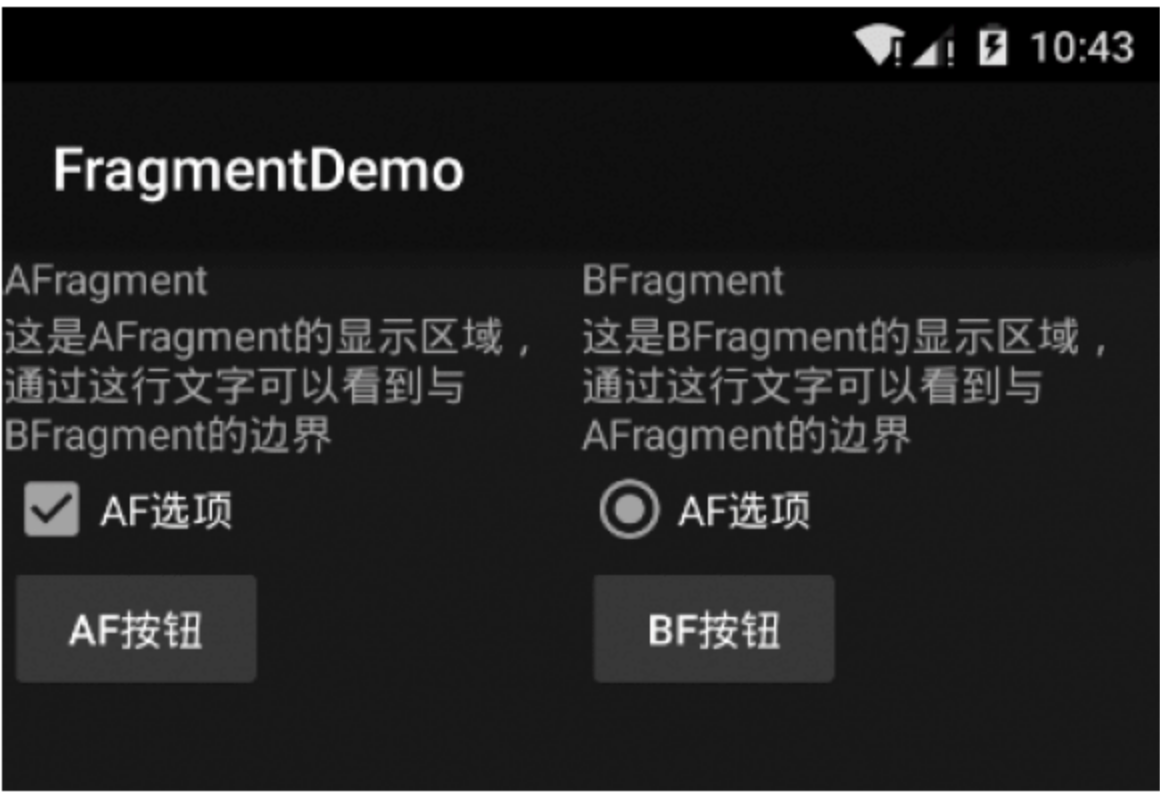 10:43
FragmentDemo
AFragment
这是AFragment的显示区域，
通过这行文字可以看到与
BFragment的边界
AF选项
AF按钮
BFragment
这是BFragment的显示区域，
通过这行文字可以看到与
AFragment的边界
AF选项
BF按钮